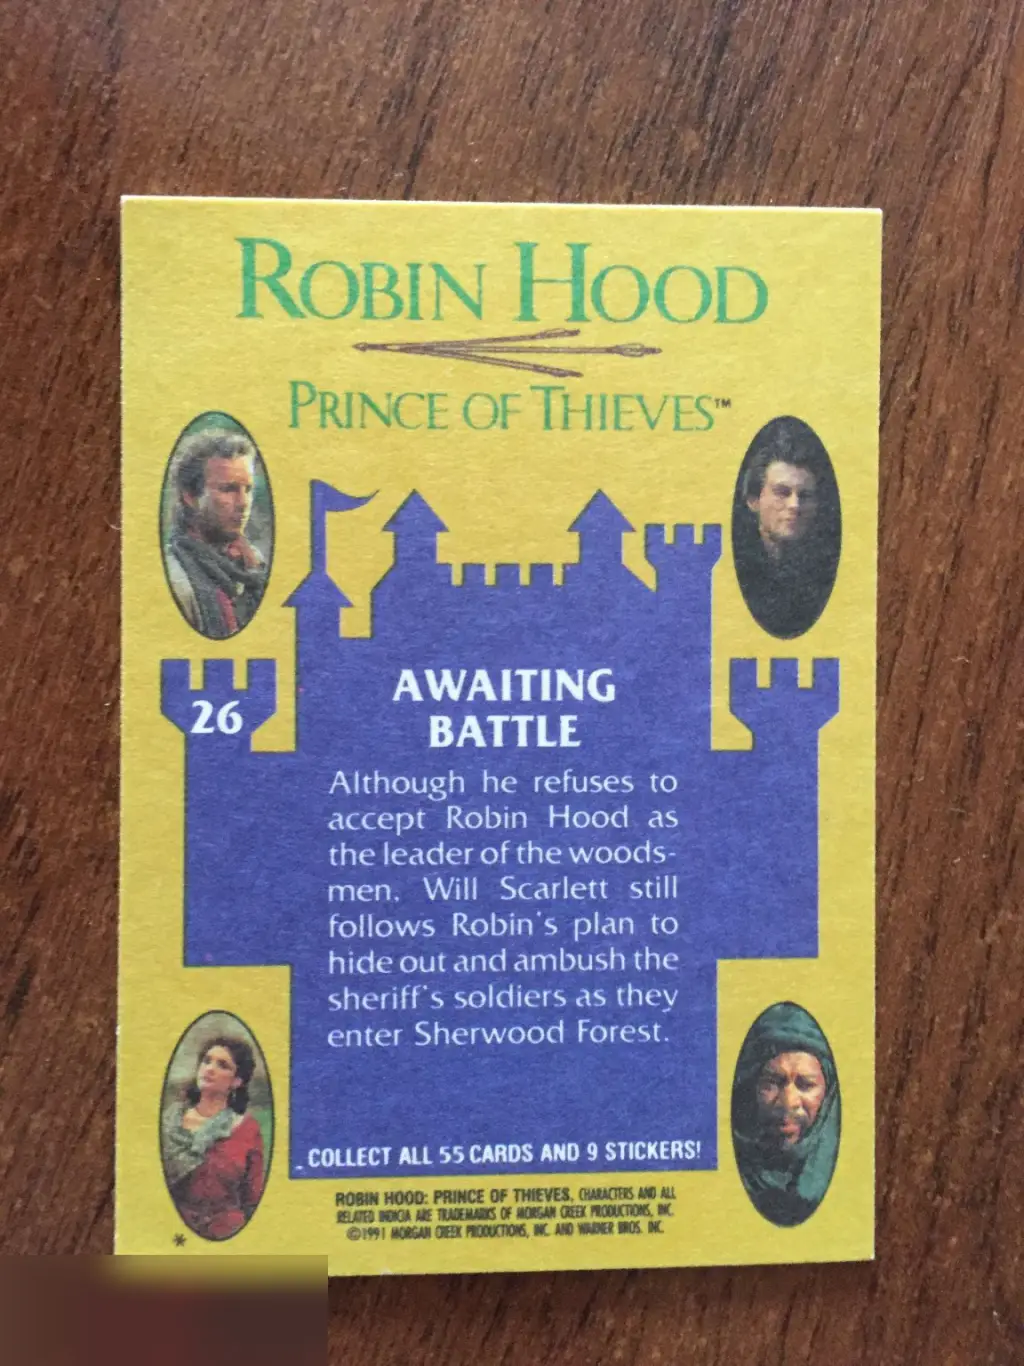 ROBIN HOOD
PRINCE OF THIEVES™
26
AWAITING
BATTLE
Although he refuses to
accept Robin Hood as
the leader of the woods-
men, Will Scarlett still
follows Robin's plan to
hide out and ambush the
sheriff's soldiers as they
enter Sherwood Forest.
COLLECT ALL 55 CARDS AND 9 STICKERS!
ROBIN HOOD: PRINCE OF THIEVES, CHARACTERS AND ALL
RELATED INDICIA ARE TRADEMARKS OF MORGAN CREEK PRODUCTIONS, INC.
©1991 MORGAN CREEK PRODUCTIONS, INC. AND WARNER BROS. INC.
*